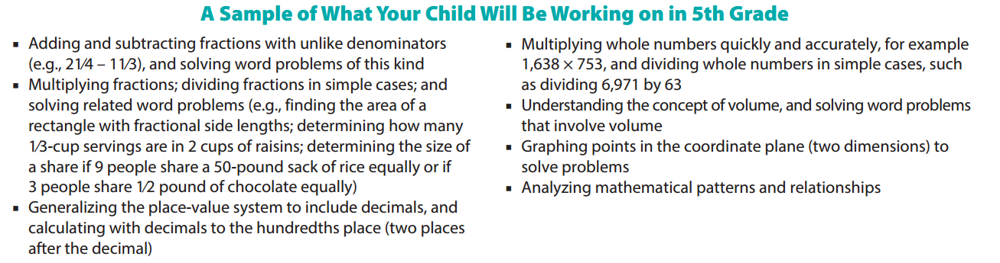 A Sample of What Your Child Will Be Working on in 5th Grade
▪ Adding and subtracting fractions with unlike denominators
(e.g., 21⁄4 – 11⁄3), and solving word problems of this kind
▪ Multiplying fractions; dividing fractions in simple cases; and
solving related word problems (e.g., finding the area of a
rectangle with fractional side lengths; determining how many
1⁄3-cup servings are in 2 cups of raisins; determining the size of
a share if 9 people share a 50-pound sack of rice equally or if
3 people share 1⁄2 pound of chocolate equally)
▪ Generalizing the place-value system to include decimals, and
calculating with decimals to the hundredths place (two places
after the decimal)
▪ Multiplying whole numbers quickly and accurately, for example
1,638 × 753, and dividing whole numbers in simple cases, such
as dividing 6,971 by 63
▪ Understanding the concept of volume, and solving word problems
that involve volume
▪ Graphing points in the coordinate plane (two dimensions) to
solve problems
▪ Analyzing mathematical patterns and relationships